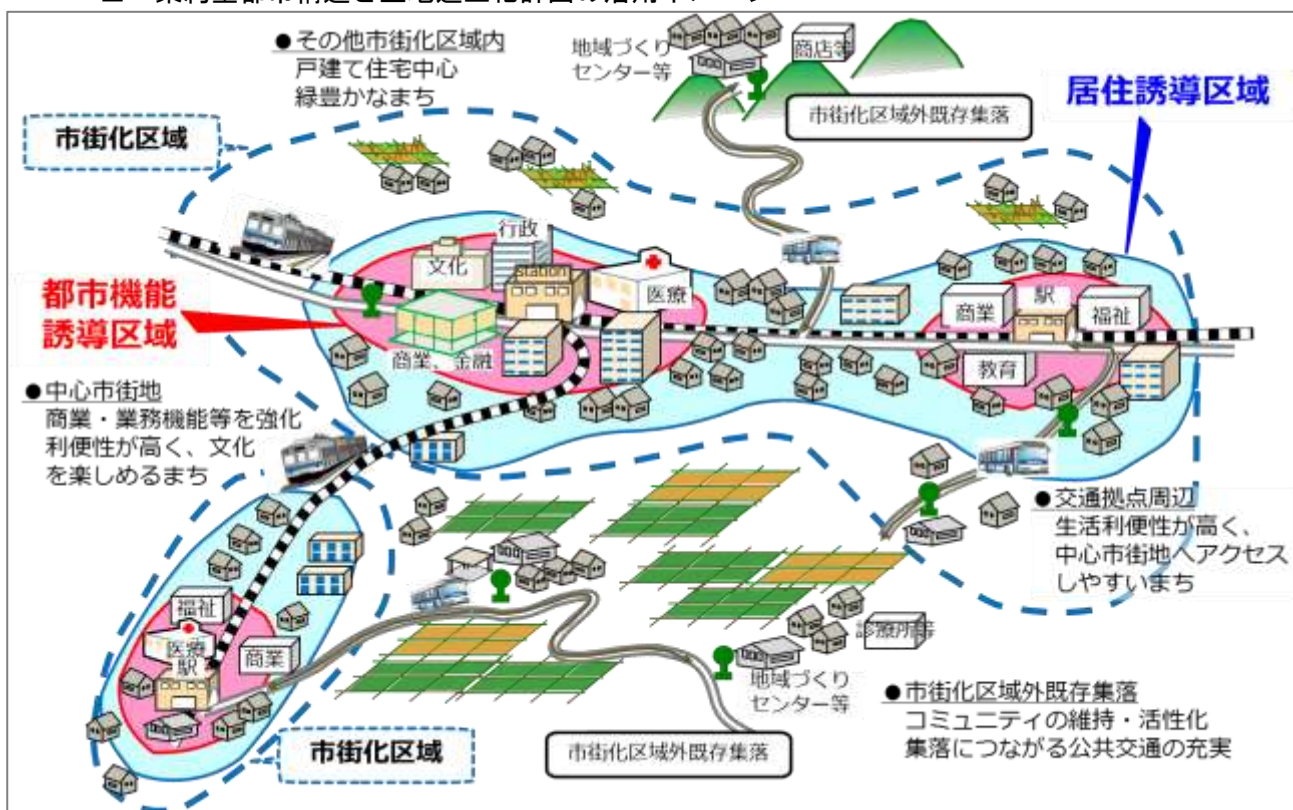 ●その他市街化区域内
戸建て住宅中心
緑豊かなまち
地域づくり
センター等
商店等
市街化区域外既存集落
居住誘導区域
市街化区域
行政
文化
station
医療
商業、金融
都市機能
誘導区域
駅
商業
福祉
教育
●中心市街地
商業・業務機能等を強化
利便性が高く、文化
を楽しめるまち
●交通拠点周辺
生活利便性が高く、
中心市街地へアクセス
しやすいまち
福祉
医療
駅
商業
診療所等
地域づくり
センター等
●市街化区域外既存集落
コミュニティの維持・活性化
集落につながる公共交通の充実
市街化区域
市街化区域外既存集落